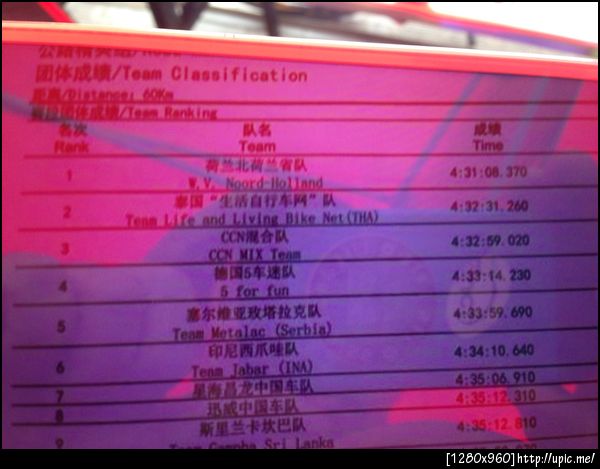 团体成绩/Team Classification
距离/Distance: 60Km
/Team Ranking
名次 队名 成绩
Rank Team Time
荷兰北荷兰省队
1 4:31:08.370
W.V. Noord-Holland
泰国“生活自行车网”队
2 4:32:31.260
Team Life and Living Bike Net(THA)
CCN混合队
3 4:32:59.020
CCN MIX Team
德国5车速队
4 4:33:14.230
5 for fun
塞尔维亚玫塔拉克队
5 4:33:59.690
Team Metalac (Serbia)
印尼西爪哇队
6 4:34:10.640
Team Jabar (INA)
7 星海昌龙中国车队 4:35:06.910
8 迅威中国车队 4:35:12.310
斯里兰卡坎巴队
9 4:35:12.810
Team Sri Lanka
[1280x960]http://upic.me/